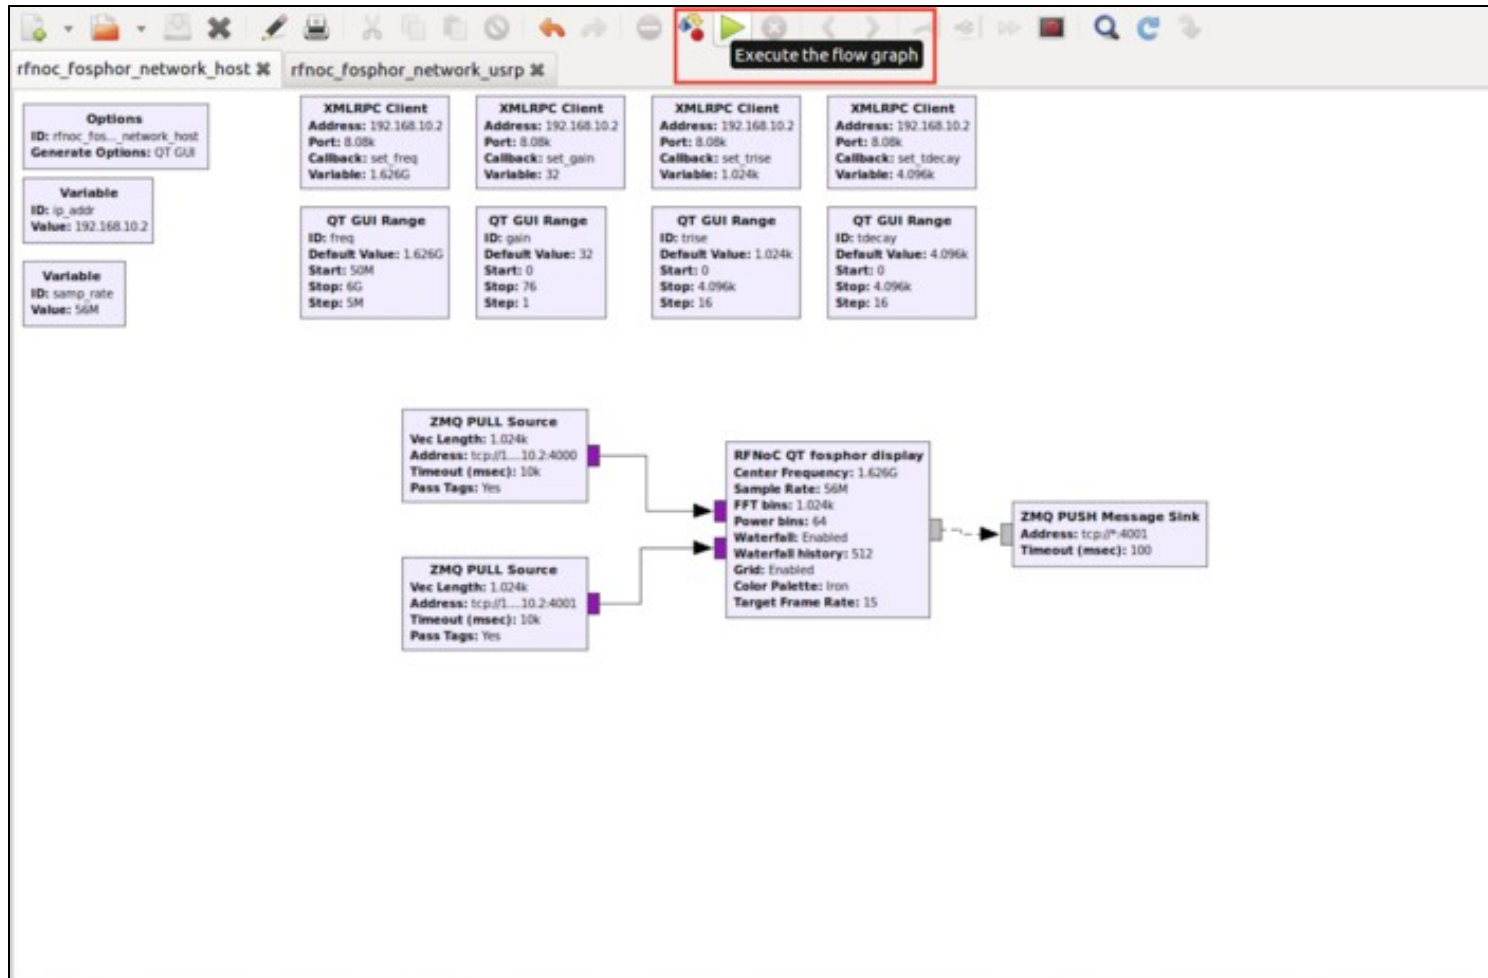 Execute the flow graph
rfnoc_fosphor_network_host
rfnoc_fosphor_network_usrp
Options
ID: rfnoc_fos..._network_host
Generate Options: QT GUI
Variable
ID: ip_addr
Value: 192.168.10.2
Variable
ID: samp_rate
Value: 56M
XMLRPC Client
Address: 192.168.10.2
Port: 8.08k
Callback: set_freq
Variable: 1.626G
XMLRPC Client
Address: 192.168.10.2
Port: 8.08k
Callback: set_gain
Variable: 32
XMLRPC Client
Address: 192.168.10.2
Port: 8.08k
Callback: set_trise
Variable: 1.024k
XMLRPC Client
Address: 192.168.10.2
Port: 8.08k
Callback: set_tdecay
Variable: 4.096k
QT GUI Range
ID: freq
Default Value: 1.626G
Start: 50M
Stop: 6G
Step: 5M
QT GUI Range
ID: gain
Default Value: 32
Start: 0
Stop: 76
Step: 1
QT GUI Range
ID: trise
Default Value: 1.024k
Start: 0
Stop: 4.096k
Step: 16
QT GUI Range
ID: tdecay
Default Value: 4.096k
Start: 0
Stop: 4.096k
Step: 16
ZMQ PULL Source
Vec Length: 1.024k
Address: tcp://1....10.2:4000
Timeout (msec): 10k
Pass Tags: Yes
ZMQ PULL Source
Vec Length: 1.024k
Address: tcp://1....10.2:4001
Timeout (msec): 10k
Pass Tags: Yes
RFNoC QT fosphor display
Center Frequency: 1.626G
Sample Rate: 56M
FFT bins: 1.024k
Power bins: 64
Waterfall: Enabled
Waterfall history: 512
Grid: Enabled
Color Palette: Iron
Target Frame Rate: 15
ZMQ PUSH Message Sink
Address: tcp://*:4001
Timeout (msec): 100